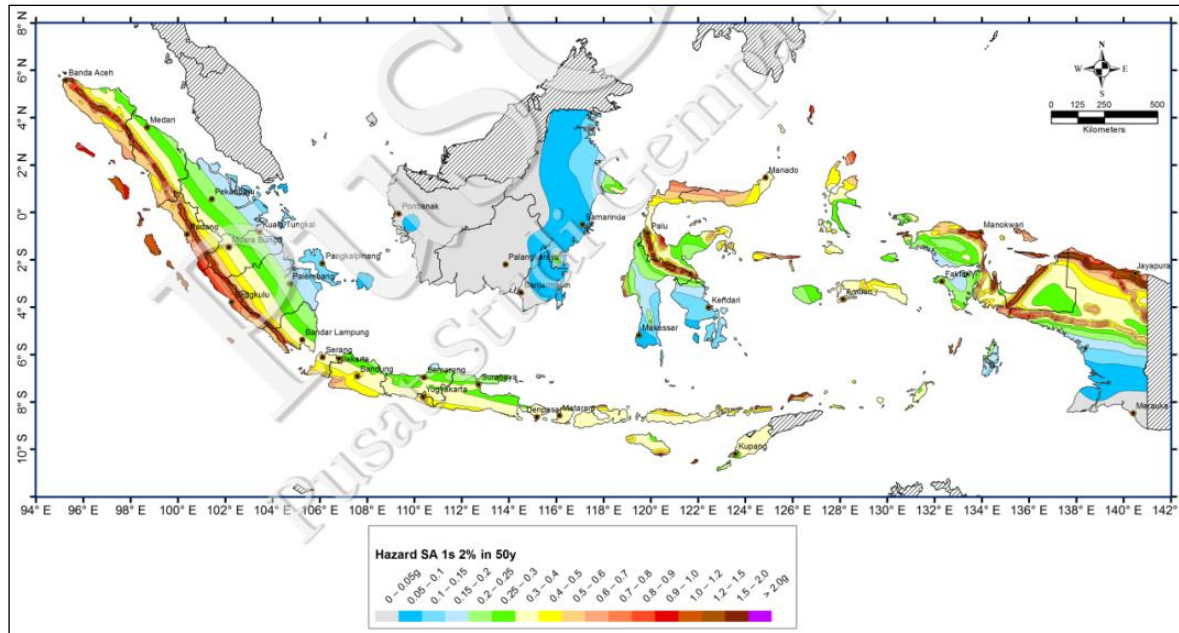 8° N
6° N
4° N
2° N
0°
2° S
4° S
6° S
8° S
10° S
Pusat Studi Gempa
N
W E
S
0 125 250 500
Kilometers
Banda Aceh
Medan
Pekanbaru
Kuala Tungkal
Padang
Muara Bungo
Pangkalpinang
Palembang
Bengkulu
Bandar Lampung
Serang
Jakarta
Bandung
Semarang
Yogyakarta
Surabaya
Denpasar
Mataram
Kupang
Pontianak
Samarinda
Palangkaraya
Banjarmasin
Manado
Palu
Kendari
Makassar
Ambon
Manokwari
Fakfak
Jayapura
Merauke
94° E 96° E 98° E 100° E 102° E 104° E 106° E 108° E 110° E 112° E 114° E 116° E 118° E 120° E 122° E 124° E 126° E 128° E 130° E 132° E 134° E 136° E 138° E 140° E 142° E
Hazard SA 1s 2% in 50y
0 – 0.05g
0.05 – 0.1
0.1 – 0.15
0.15 – 0.2
0.2 – 0.25
0.25 – 0.3
0.3 – 0.4
0.4 – 0.5
0.5 – 0.6
0.6 – 0.7
0.7 – 0.8
0.8 – 0.9
0.9 – 1.0
1.0 – 1.2
1.2 – 1.5
1.5 – 2.0
> 2.0g